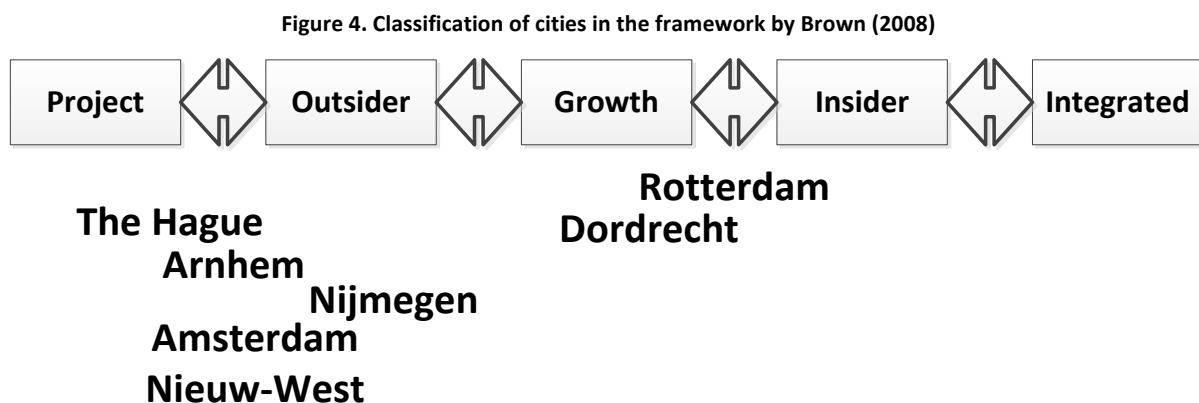 Figure 4. Classification of cities in the framework by Brown (2008)
Project Outsider Growth Insider Integrated
Rotterdam
The Hague Dordrecht
Arnhem
Nijmegen
Amsterdam
Nieuw-West